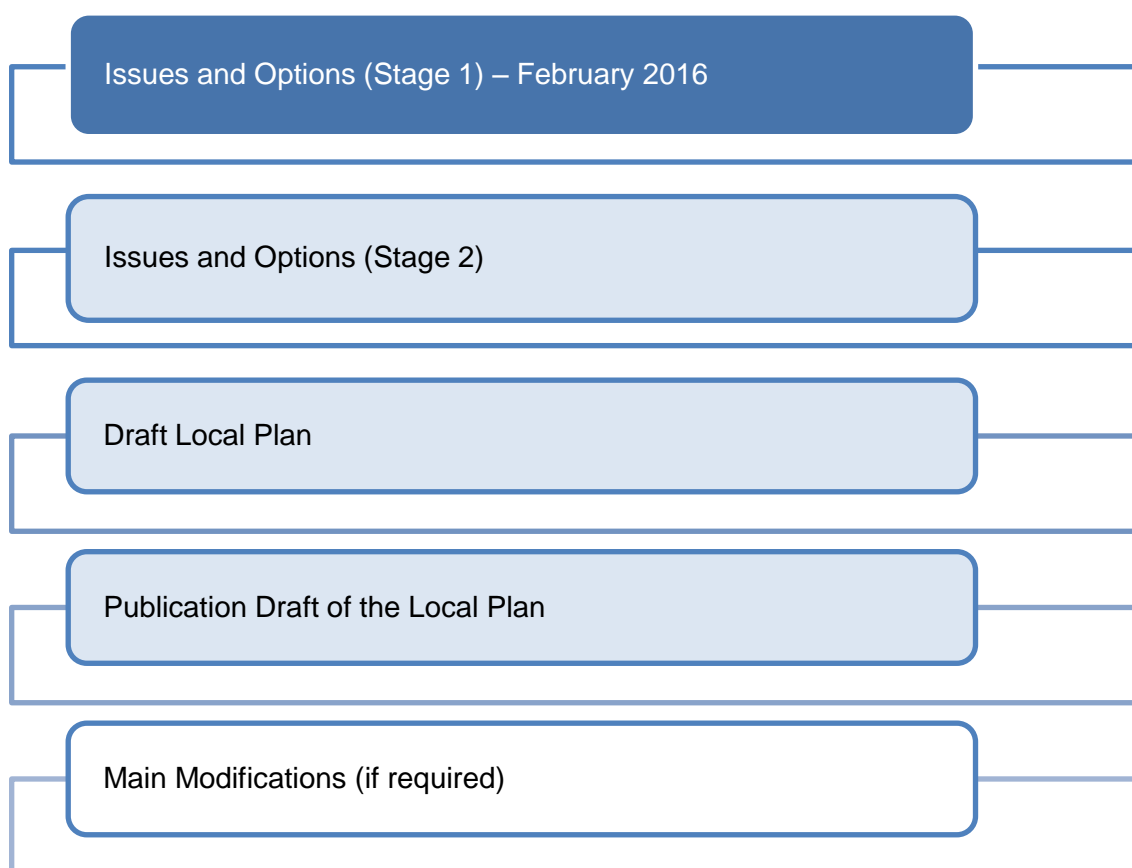 Issues and Options (Stage 1) – February 2016
Issues and Options (Stage 2)
Draft Local Plan
Publication Draft of the Local Plan
Main Modifications (if required)